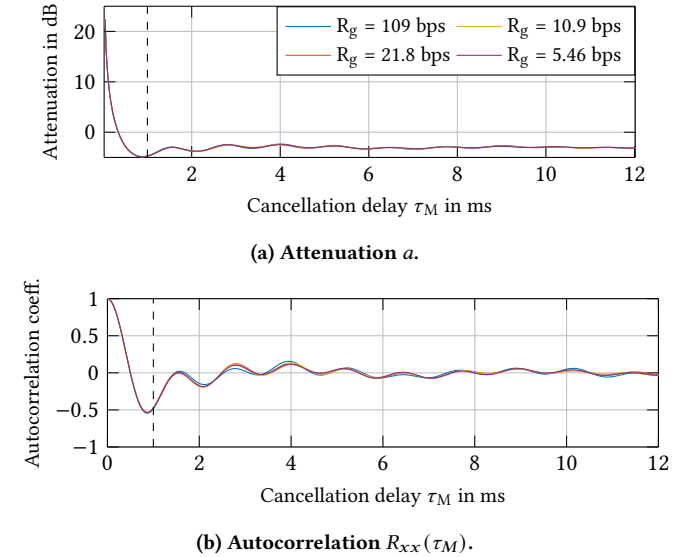 Attenuation in dB
20
10
0
R_g = 109 bps
R_g = 10.9 bps
R_g = 21.8 bps
R_g = 5.46 bps
2 4 6 8 10 12
Cancellation delay τ_M in ms
(a) Attenuation a.
Autocorrelation coeff.
1
0.5
0
−0.5
−1
0 2 4 6 8 10 12
Cancellation delay τ_M in ms
(b) Autocorrelation R_xx(τ_M).